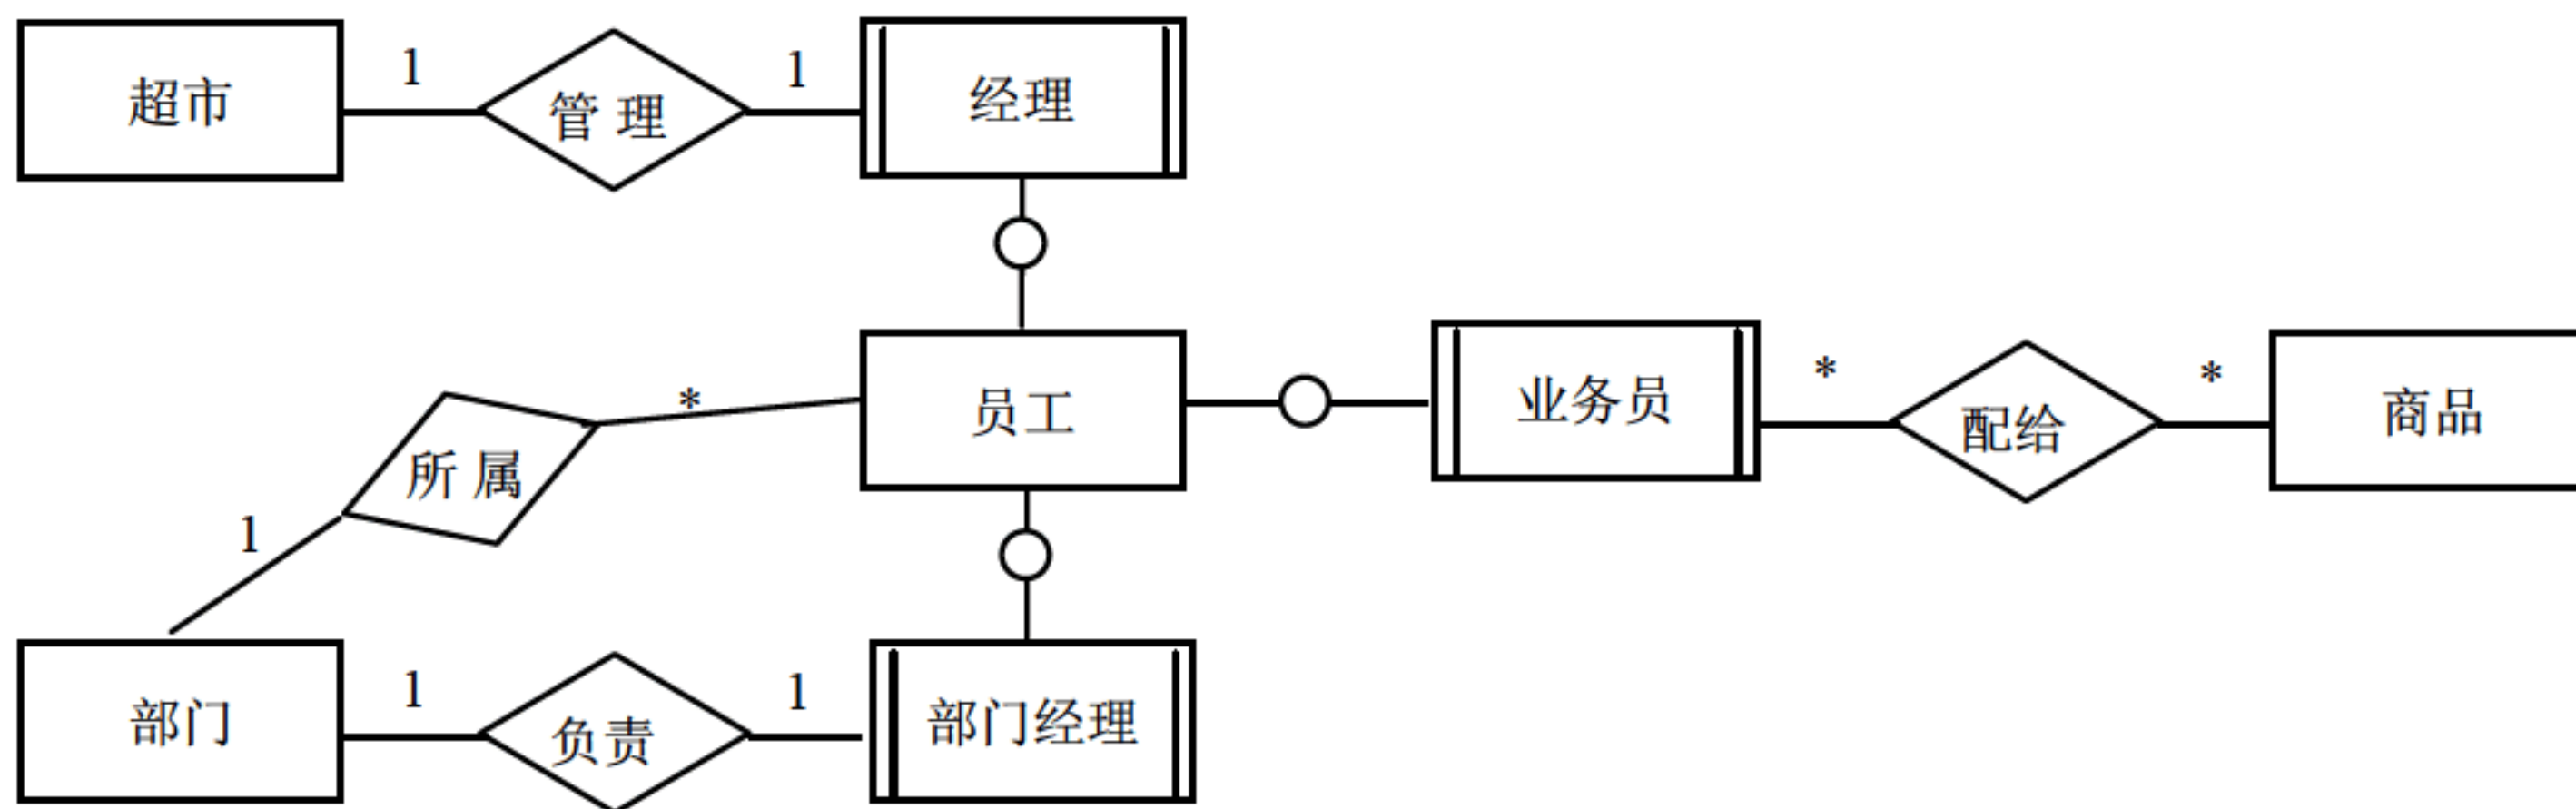 超市
1
管 理
1
经理
员工
业务员
*
配给
*
商品
*
所 属
1
部门
1
负责
1
部门经理